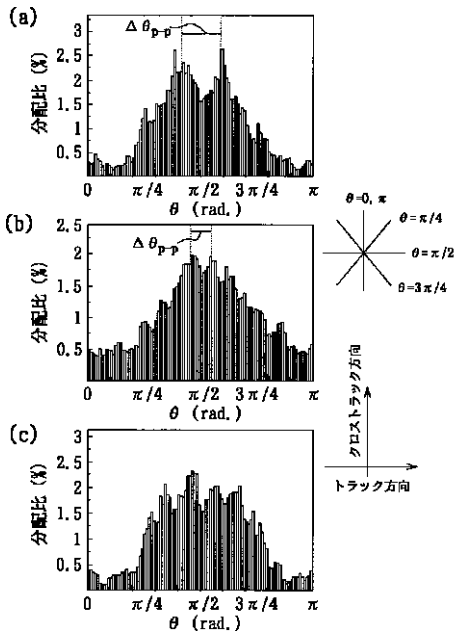 (a)
Δθp-p
分配比 (%)
3
2.5
2
1.5
1
0.5
0 π/4 π/2 3π/4 π
θ (rad.)
(b)
Δθp-p
分配比 (%)
2.5
2
1.5
1
0.5
0 π/4 π/2 3π/4 π
θ (rad.)
(c)
分配比 (%)
3
2.5
2
1.5
1
0.5
0 π/4 π/2 3π/4 π
θ (rad.)
θ=0, π
θ=π/4
θ=π/2
θ=3π/4
クロストラック方向
トラック方向